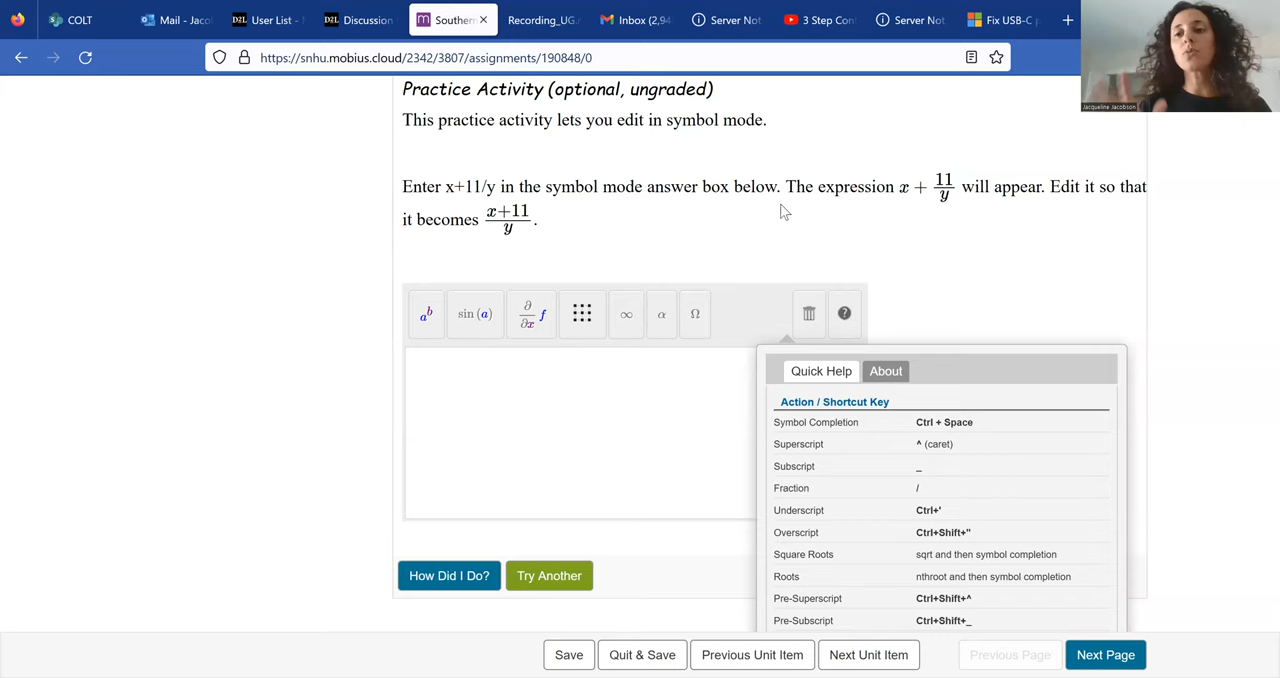 COLT
Mail - Jaco
D2L User List -
D2L Discussion
Southern
Recording_UG.r
Inbox (2,94
Server Not
3 Step Con
Server Not
Fix USB-C p
https://snhu.mobius.cloud/2342/3807/assignments/190848/0
Jacqueline Jacobson
Practice Activity (optional, ungraded)
This practice activity lets you edit in symbol mode.
Enter x+11/y in the symbol mode answer box below. The expression x + 11/y will appear. Edit it so that
it becomes x+11/y.
a^b sin (a) ∂/∂x f ∞ α Ω
Quick Help About
Action / Shortcut Key
Symbol Completion Ctrl + Space
Superscript ^ (caret)
Subscript _
Fraction /
Underscript Ctrl+'
Overscript Ctrl+Shift+"
Square Roots sqrt and then symbol completion
Roots nthroot and then symbol completion
Pre-Superscript Ctrl+Shift+^
Pre-Subscript Ctrl+Shift+_
How Did I Do? Try Another
Save Quit & Save Previous Unit Item Next Unit Item Previous Page Next Page